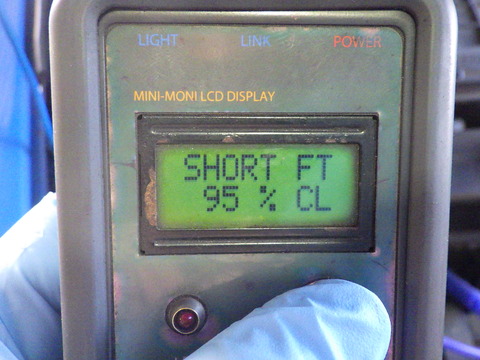 LIGHT LINK POWER
MINI-MONI LCD DISPLAY
SHORT FT
95 % CL